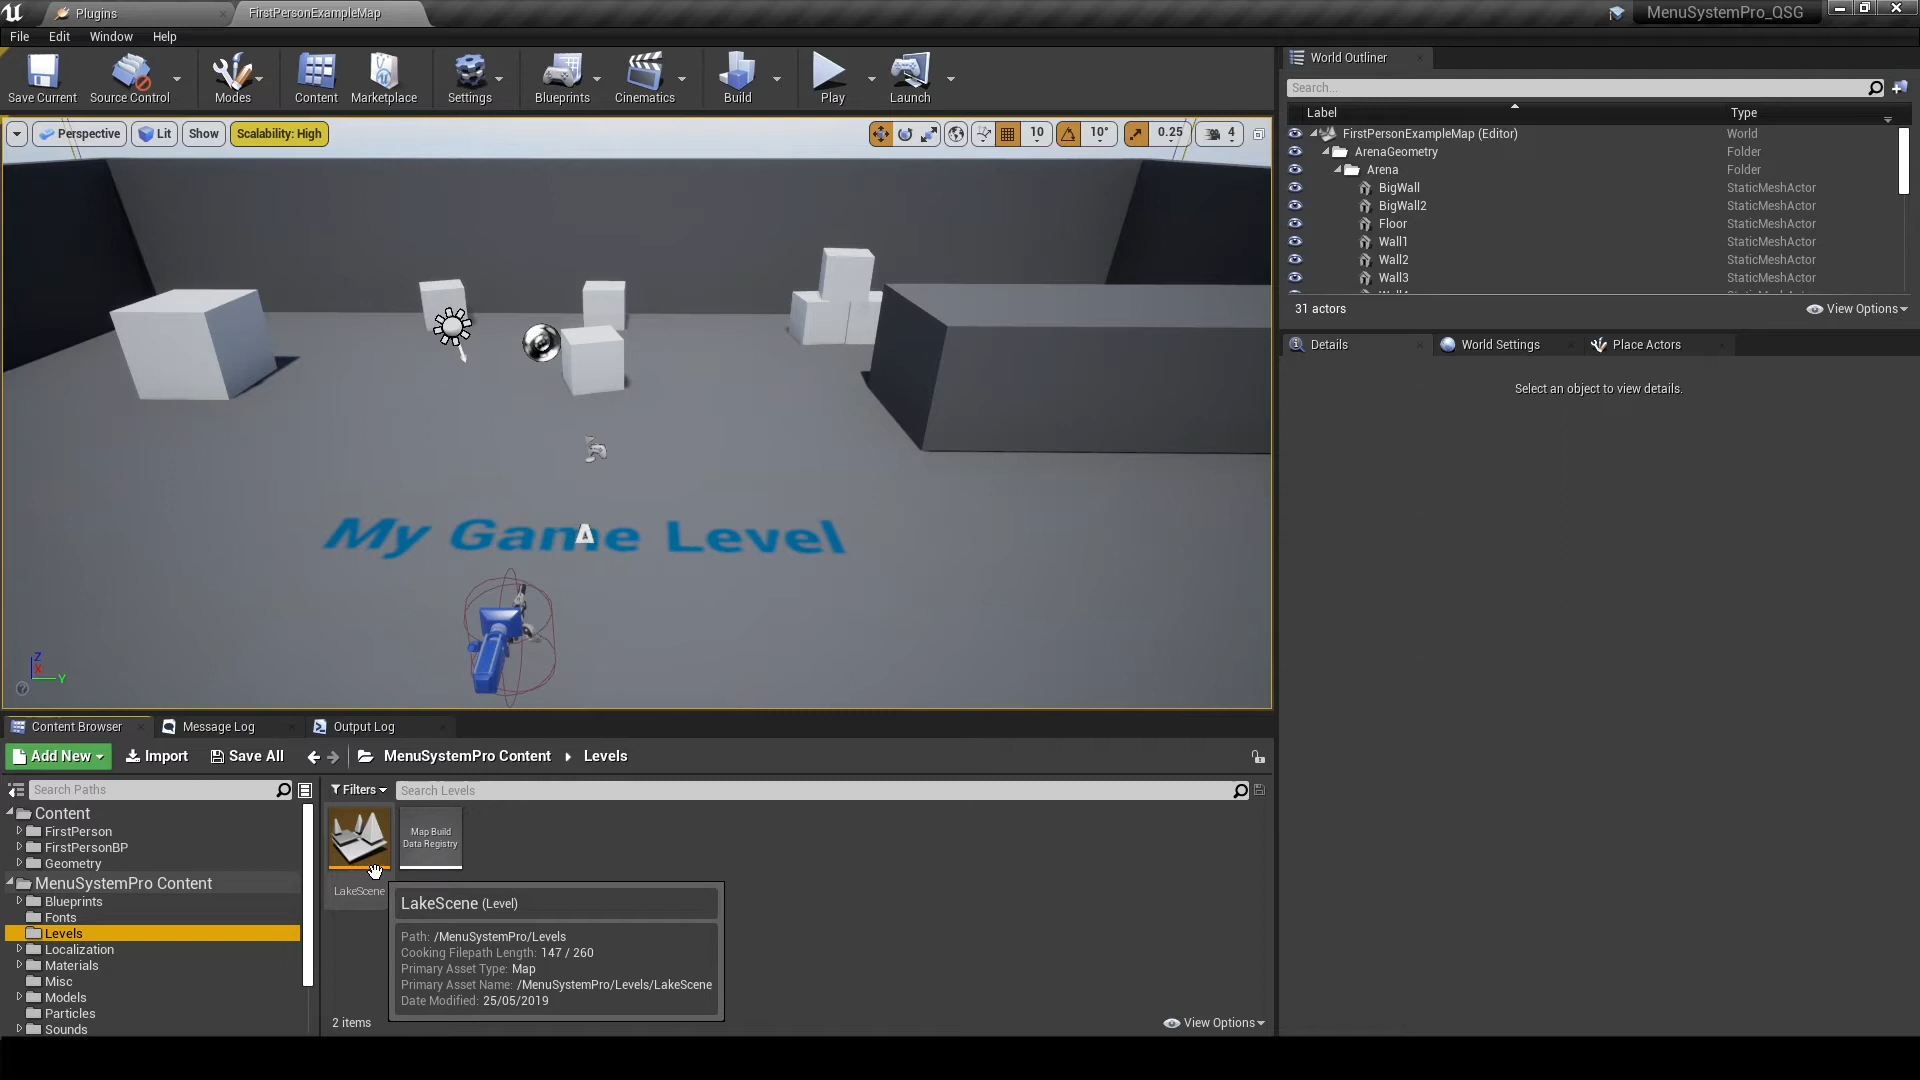 Plugins
FirstPersonExampleMap
MenuSystemPro_QSG
File Edit Window Help
Save Current
Source Control
Modes
Content
Marketplace
Settings
Blueprints
Cinematics
Build
Play
Launch
Perspective Lit Show Scalability: High
10 10° 0.25 4
My Game Level
Z
X
Y
World Outliner
Search...
Label Type
FirstPersonExampleMap (Editor) World
ArenaGeometry Folder
Arena Folder
BigWall StaticMeshActor
BigWall2 StaticMeshActor
Floor StaticMeshActor
Wall1 StaticMeshActor
Wall2 StaticMeshActor
Wall3 StaticMeshActor
31 actors View Options
Details World Settings Place Actors
Select an object to view details.
Content Browser Message Log Output Log
Add New Import Save All MenuSystemPro Content Levels
Search Paths
Filters Search Levels
Content
FirstPerson
FirstPersonBP
Geometry
MenuSystemPro Content
Blueprints
Fonts
Levels
Localization
Materials
Misc
Models
Particles
Sounds
LakeScene
Map Build
Data Registry
LakeScene (Level)
Path: /MenuSystemPro/Levels
Cooking Filepath Length: 147 / 260
Primary Asset Type: Map
Primary Asset Name: /MenuSystemPro/Levels/LakeScene
Date Modified: 25/05/2019
2 items View Options